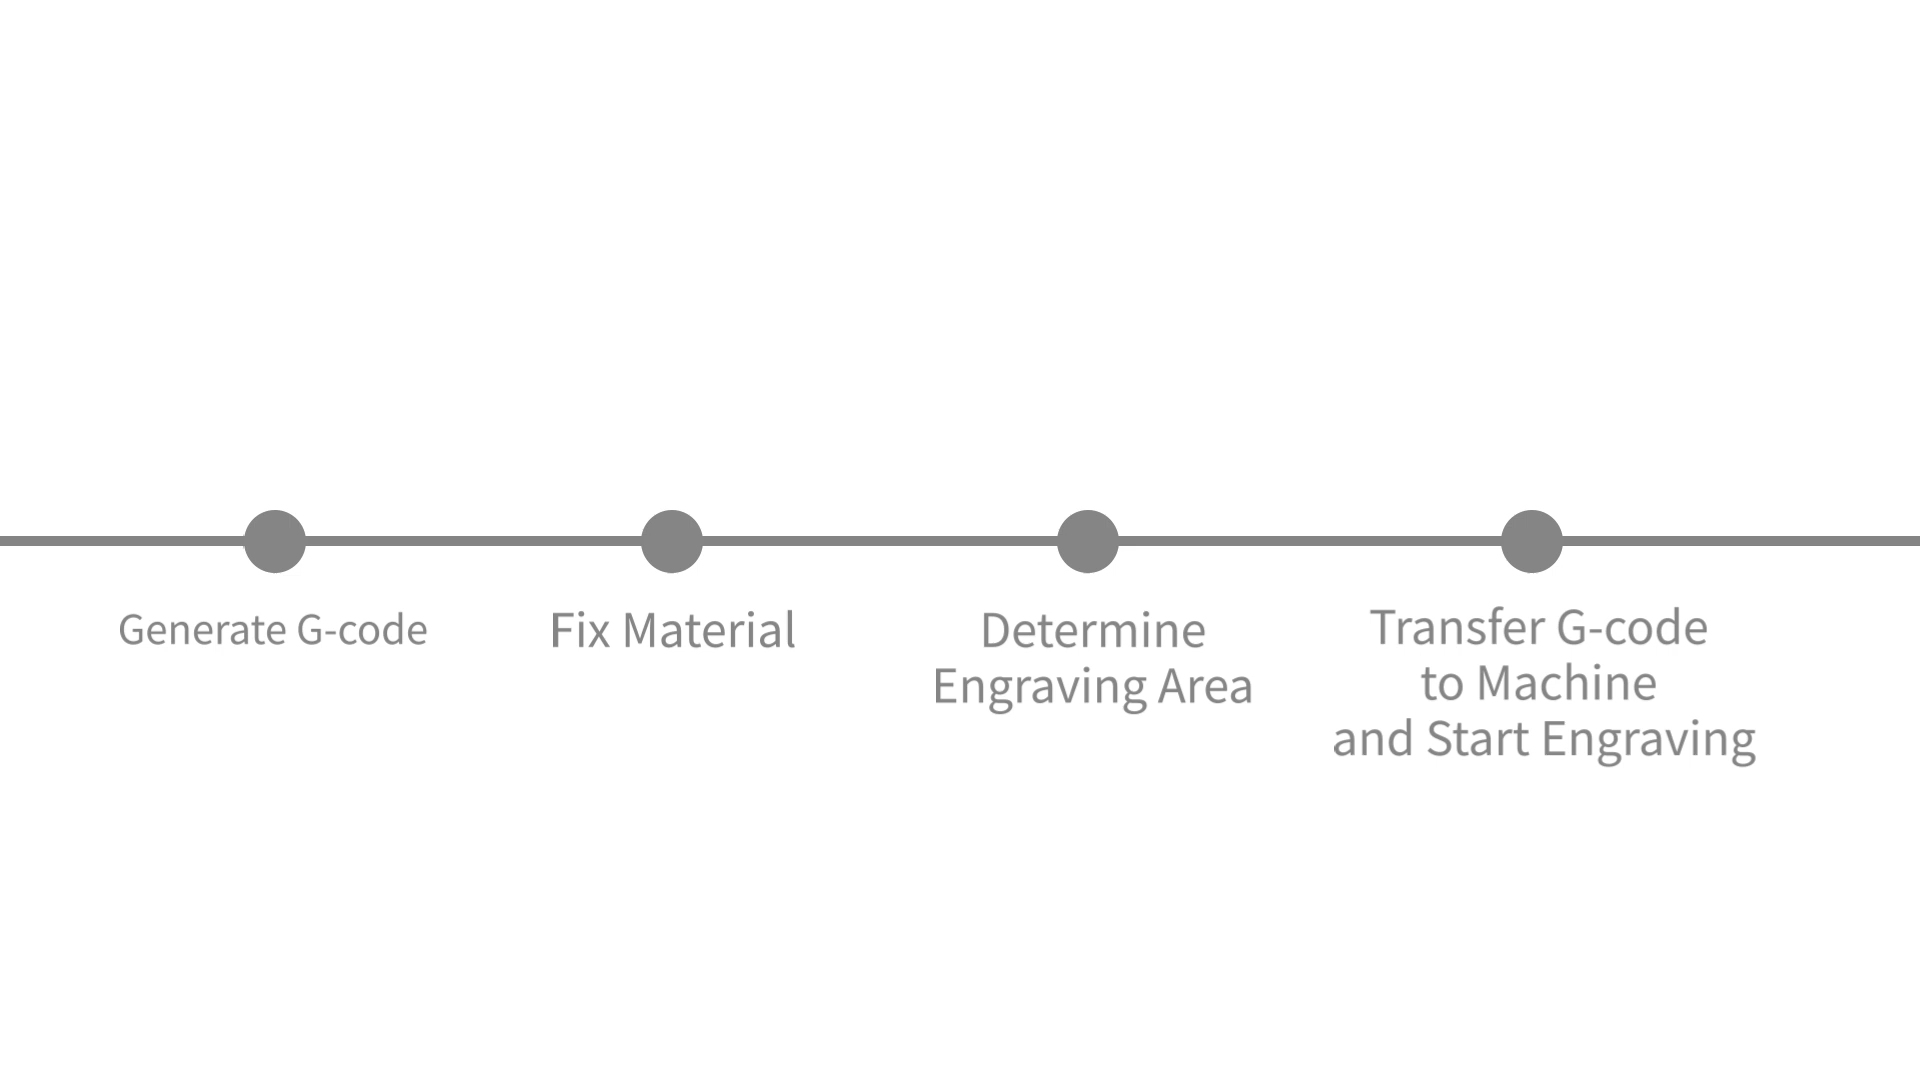 Generate G-code
Fix Material
Determine
Engraving Area
Transfer G-code
to Machine
and Start Engraving